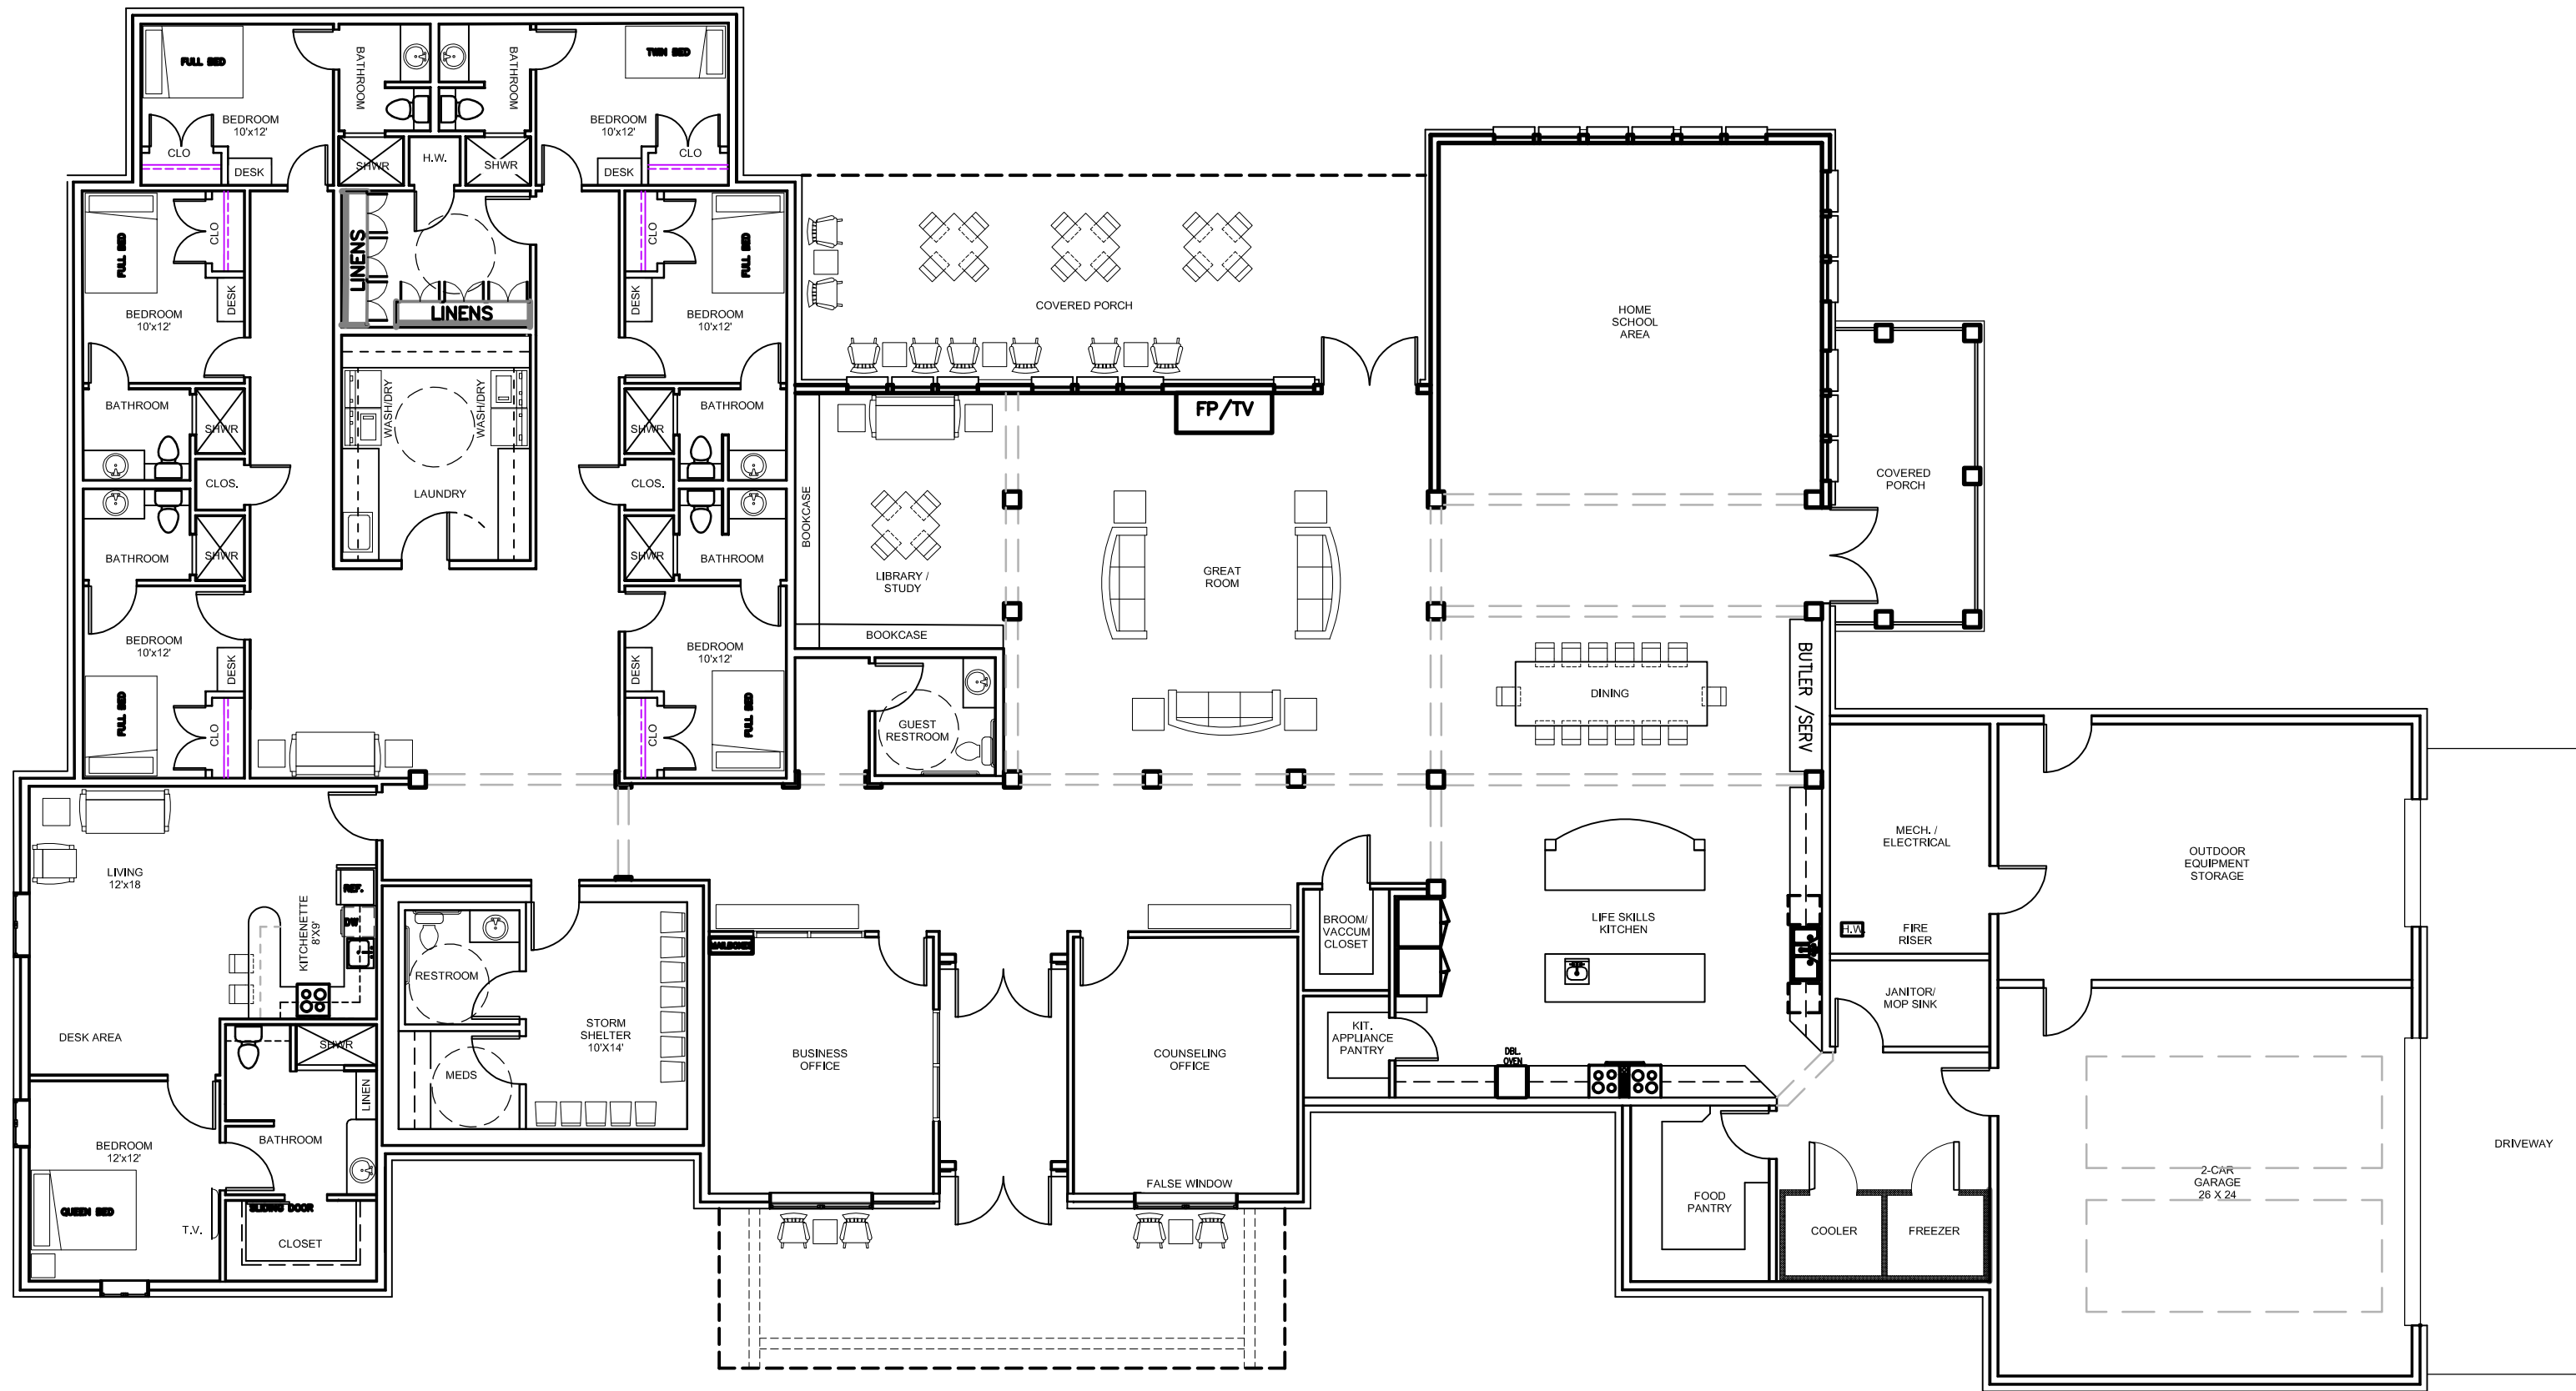 FULL BED
BATHROOM
BATHROOM
TWIN BED
BEDROOM
10'x12'
BEDROOM
10'x12'
CLO
DESK
SHWR
H.W.
SHWR
DESK
CLO
FULL BED
CLO
DESK
BEDROOM
10'x12'
LINENS
LINENS
CLO
DESK
FULL BED
BEDROOM
10'x12'
COVERED PORCH
HOME
SCHOOL
AREA
BATHROOM
SHWR
WASH/DRY
WASH/DRY
SHWR
BATHROOM
FP/TV
CLOS.
LAUNDRY
CLOS.
BOOKCASE
COVERED
PORCH
BATHROOM
SHWR
SHWR
BATHROOM
LIBRARY /
STUDY
GREAT
ROOM
BOOKCASE
BEDROOM
10'x12'
DESK
FULL BED
CLO
BEDROOM
10'x12'
DESK
FULL BED
CLO
GUEST
RESTROOM
DINING
BUTLER /SERV
LIVING
12'x18
KITCHENETTE
8'X9'
REF.
DW
MECH. /
ELECTRICAL
OUTDOOR
EQUIPMENT
STORAGE
BROOM/
VACCUM
CLOSET
LIFE SKILLS
KITCHEN
H.W.
FIRE
RISER
MAILBOXES
RESTROOM
JANITOR/
MOP SINK
DESK AREA
SHWR
STORM
SHELTER
10'X14'
MEDS
BUSINESS
OFFICE
COUNSELING
OFFICE
KIT.
APPLIANCE
PANTRY
DBL.
OVEN
LINEN
BEDROOM
12'x12'
BATHROOM
DRIVEWAY
2-CAR
GARAGE
26 X 24
FALSE WINDOW
FOOD
PANTRY
QUEEN BED
SLIDING DOOR
T.V.
CLOSET
COOLER
FREEZER